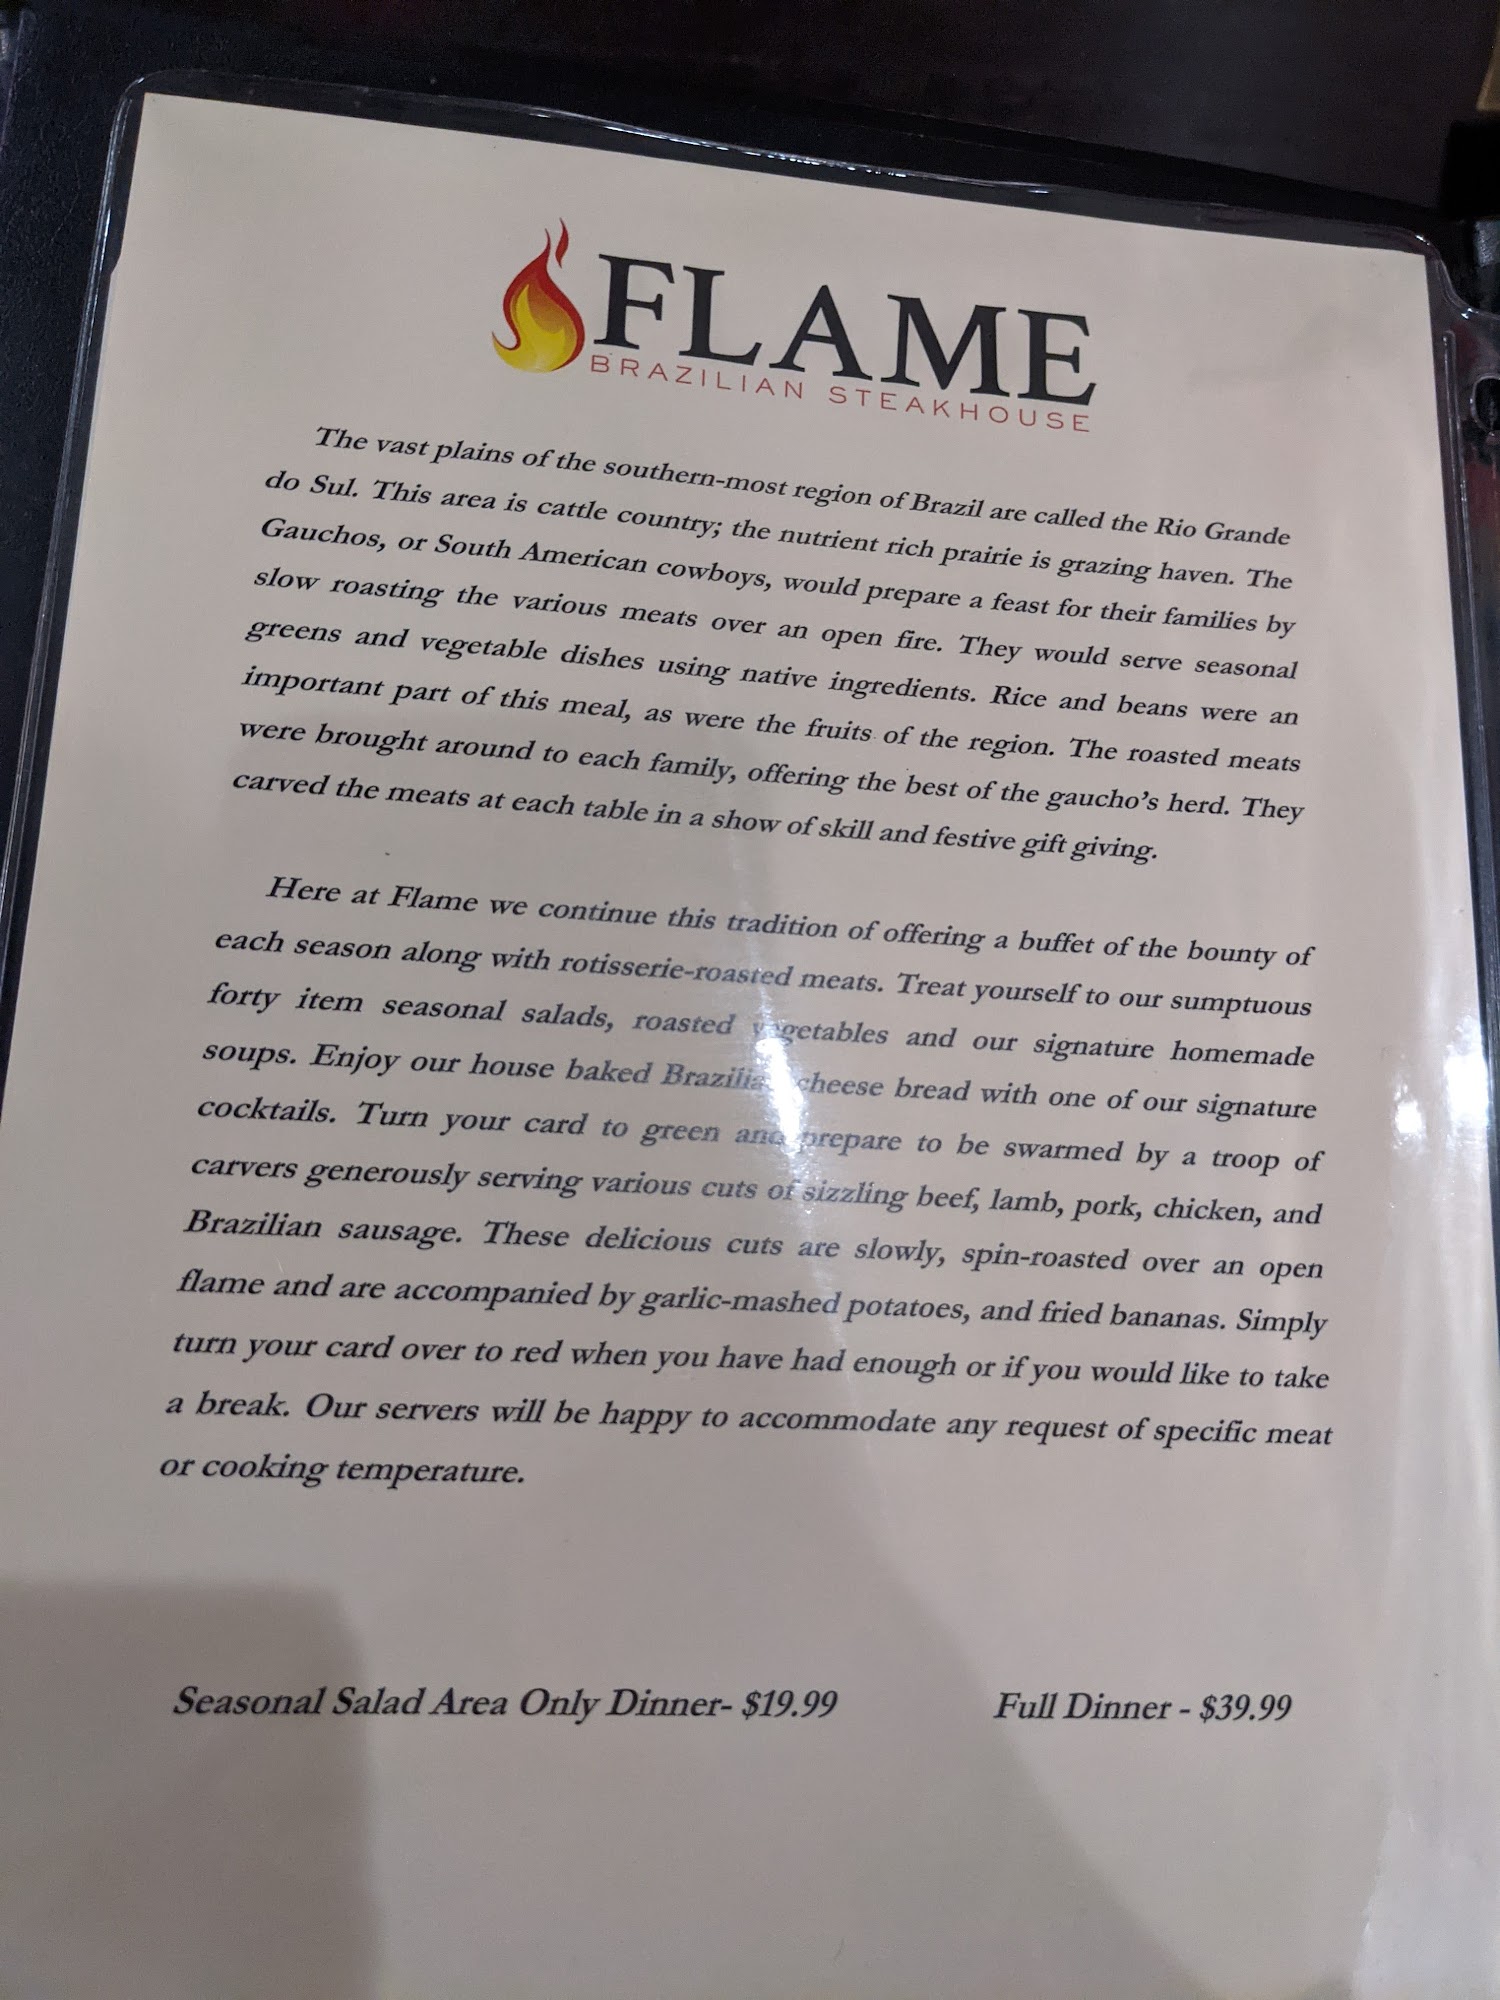 FLAME
BRAZILIAN STEAKHOUSE
The vast plains of the southern-most region of Brazil are called the Rio Grande
do Sul. This area is cattle country; the nutrient rich prairie is grazing haven. The
Gauchos, or South American cowboys, would prepare a feast for their families by
slow roasting the various meats over an open fire. They would serve seasonal
greens and vegetable dishes using native ingredients. Rice and beans were an
important part of this meal, as were the fruits of the region. The roasted meats
were brought around to each family, offering the best of the gaucho's herd. They
carved the meats at each table in a show of skill and festive gift giving.
Here at Flame we continue this tradition of offering a buffet of the bounty of
each season along with rotisserie-roasted meats. Treat yourself to our sumptuous
forty item seasonal salads, roasted vegetables and our signature homemade
soups. Enjoy our house baked Brazilian cheese bread with one of our signature
cocktails. Turn your card to green and prepare to be swarmed by a troop of
carvers generously serving various cuts of sizzling beef, lamb, pork, chicken, and
Brazilian sausage. These delicious cuts are slowly, spin-roasted over an open
flame and are accompanied by garlic-mashed potatoes, and fried bananas. Simply
turn your card over to red when you have had enough or if you would like to take
a break. Our servers will be happy to accommodate any request of specific meat
or cooking temperature.
Seasonal Salad Area Only Dinner- $19.99 Full Dinner - $39.99